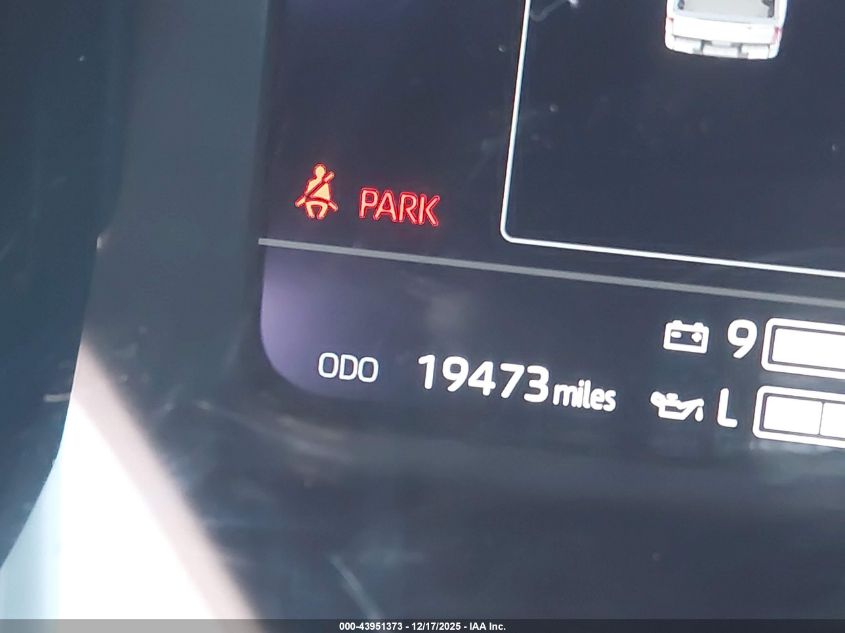 PARK
ODO 19473 miles
9
L
000-43951373 - 12/17/2025 - IAA Inc.